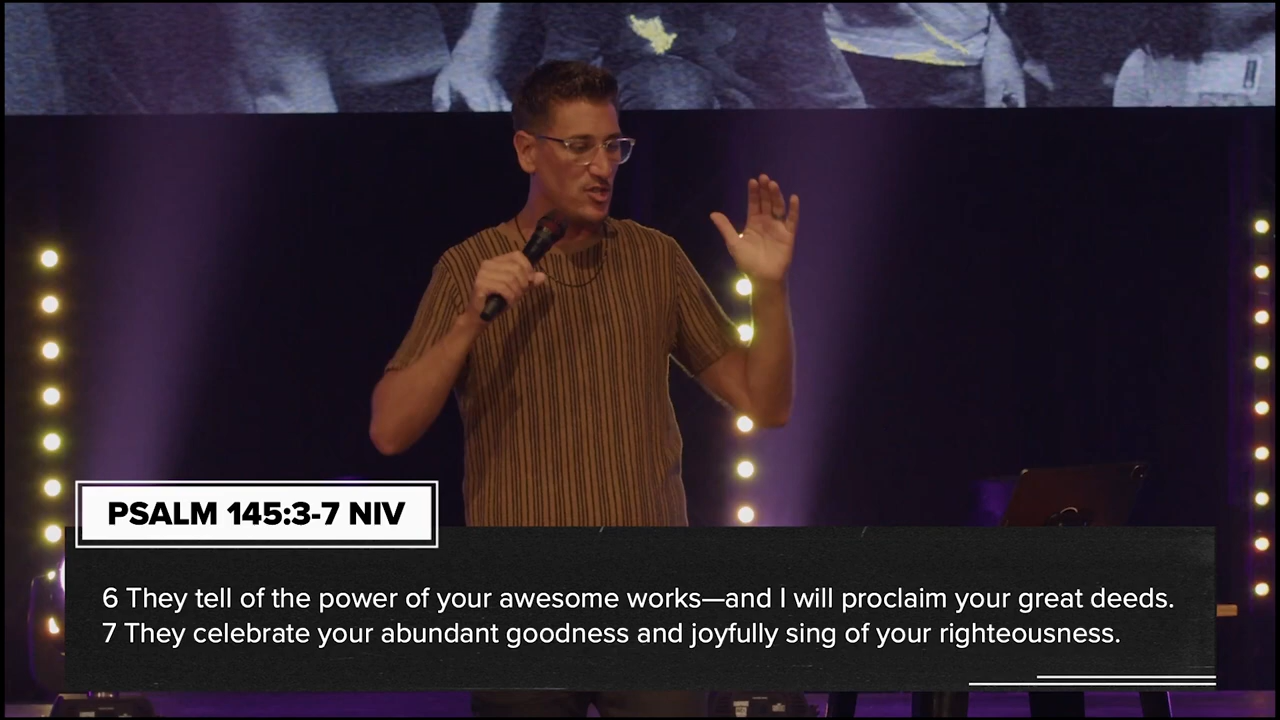 PSALM 145:3-7 NIV
6 They tell of the power of your awesome works—and I will proclaim your great deeds.
7 They celebrate your abundant goodness and joyfully sing of your righteousness.